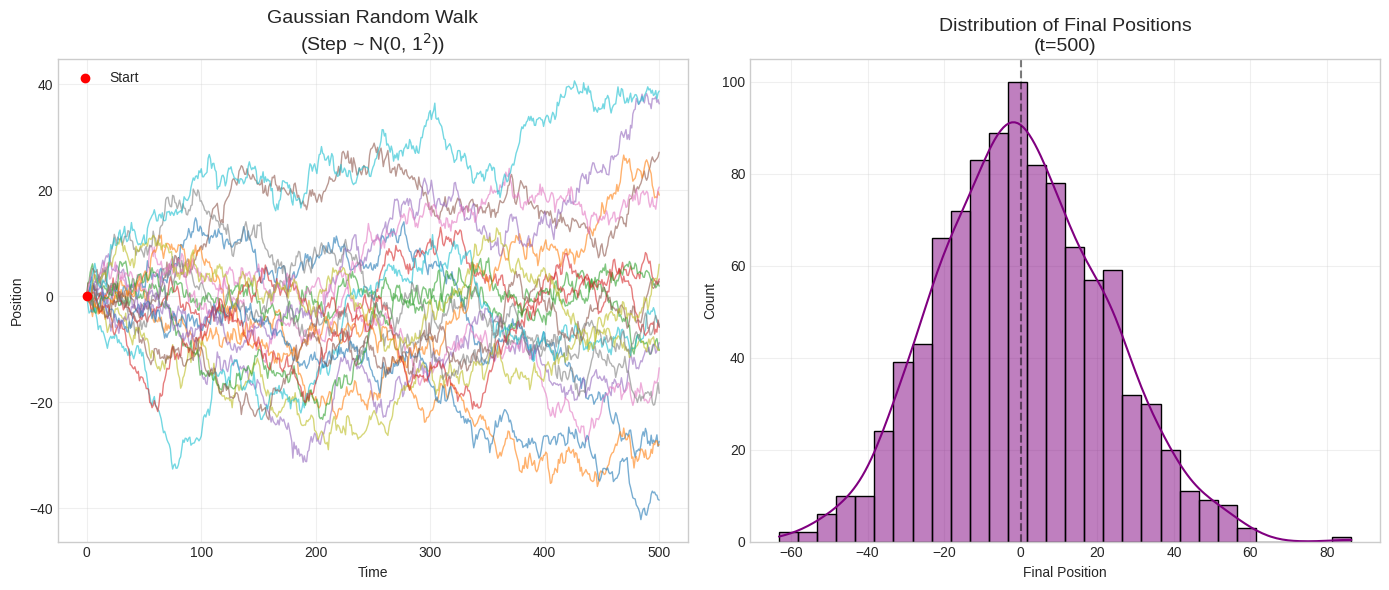 Gaussian Random Walk
(Step ~ N(0, 1²))
Start
40
20
0
−20
−40
Position
0
100
200
300
400
500
Time
Distribution of Final Positions
(t=500)
100
80
60
40
20
0
Count
−60
−40
−20
0
20
40
60
80
Final Position